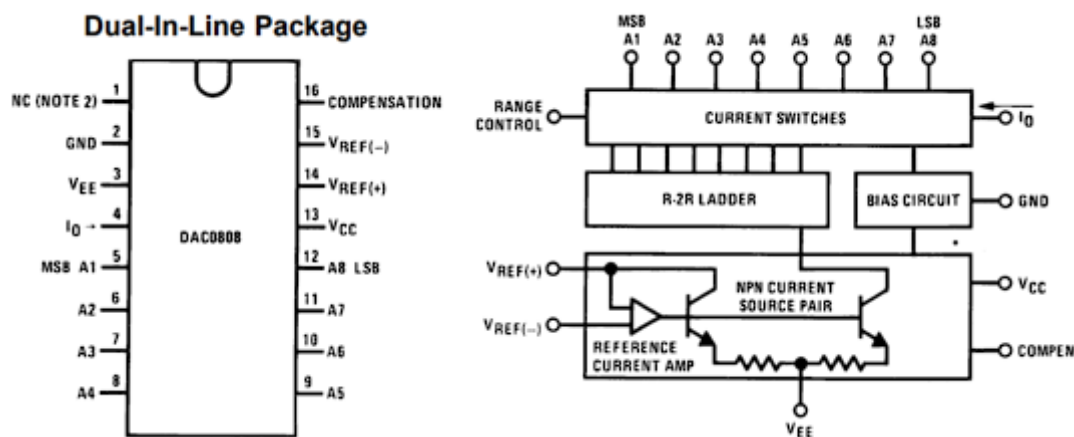 Dual-In-Line Package
NC (NOTE 2) 1
16 COMPENSATION
GND 2
15 VREF(−)
VEE 3
14 VREF(+)
IO → 4
13 VCC
DAC0808
MSB A1 5
12 A8 LSB
A2 6
11 A7
A3 7
10 A6
A4 8
9 A5
MSB LSB
A1 A2 A3 A4 A5 A6 A7 A8
RANGE
CONTROL
CURRENT SWITCHES
IO
R-2R LADDER
BIAS CIRCUIT
GND
VREF(+)
NPN CURRENT
SOURCE PAIR
VCC
VREF(−)
REFERENCE
CURRENT AMP
COMPEN
VEE